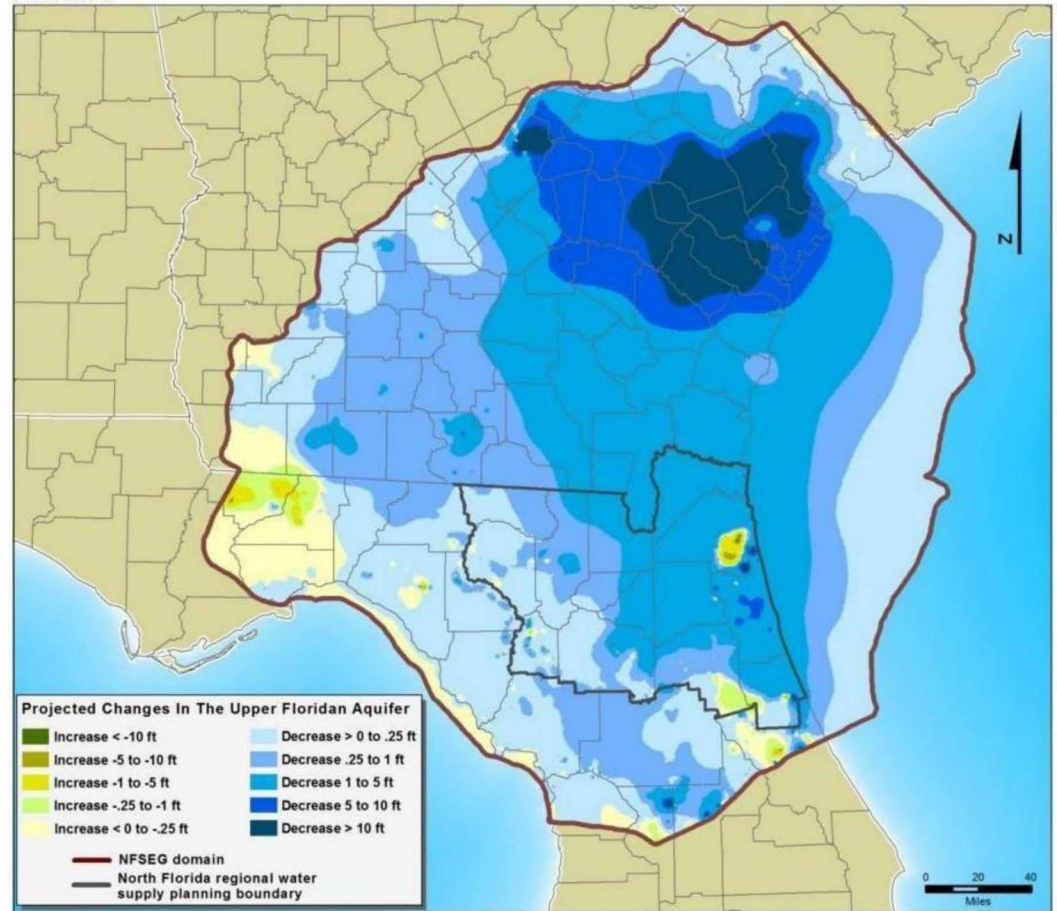 N
Projected Changes In The Upper Floridan Aquifer
Increase < -10 ft
Increase -5 to -10 ft
Increase -1 to -5 ft
Increase -.25 to -1 ft
Increase < 0 to -.25 ft
Decrease > 0 to .25 ft
Decrease .25 to 1 ft
Decrease 1 to 5 ft
Decrease 5 to 10 ft
Decrease > 10 ft
NFSEG domain
North Florida regional water
supply planning boundary
0 20 40
Miles